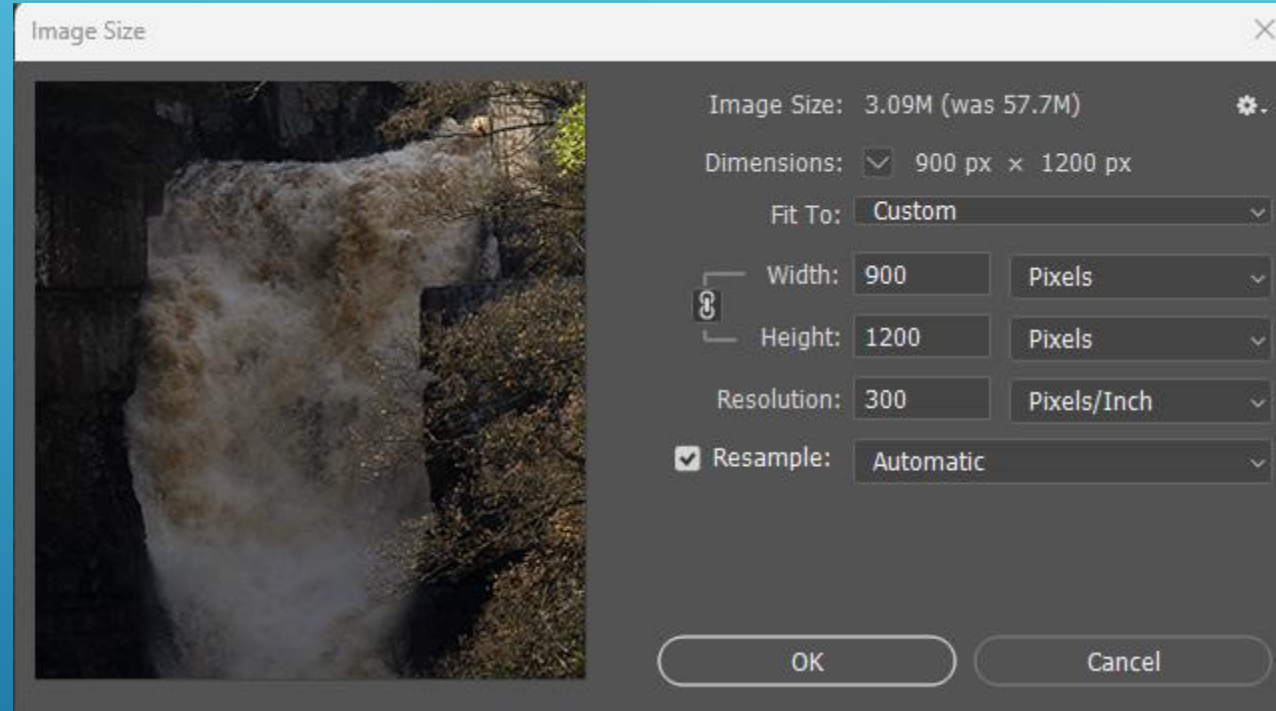 Image Size
Image Size: 3.09M (was 57.7M)
Dimensions: 900 px × 1200 px
Fit To: Custom
Width: 900 Pixels
Height: 1200 Pixels
Resolution: 300 Pixels/Inch
Resample: Automatic
OK Cancel